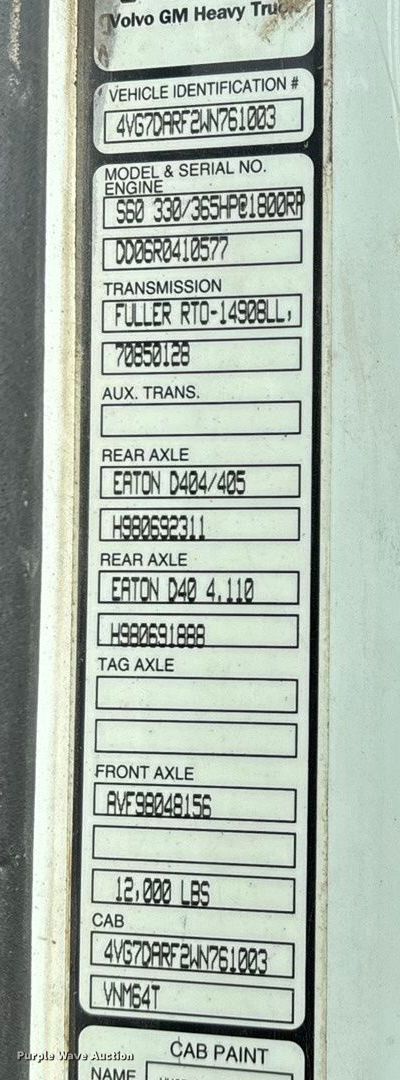 Volvo GM Heavy Truck
VEHICLE IDENTIFICATION #
4VG7DARF2WN761003
MODEL & SERIAL NO.
ENGINE
S60 330/365HP@1800RP
DD06R0410577
TRANSMISSION
FULLER RTO-14908LL,
70850128
AUX. TRANS.
REAR AXLE
EATON D404/405
H980692311
REAR AXLE
EATON D40 4.110
H980691888
TAG AXLE
FRONT AXLE
AVF98048156
12,000 LBS
CAB
4VG7DARF2WN761003
VNM64T
CAB PAINT
NAME
Purple Wave Auction